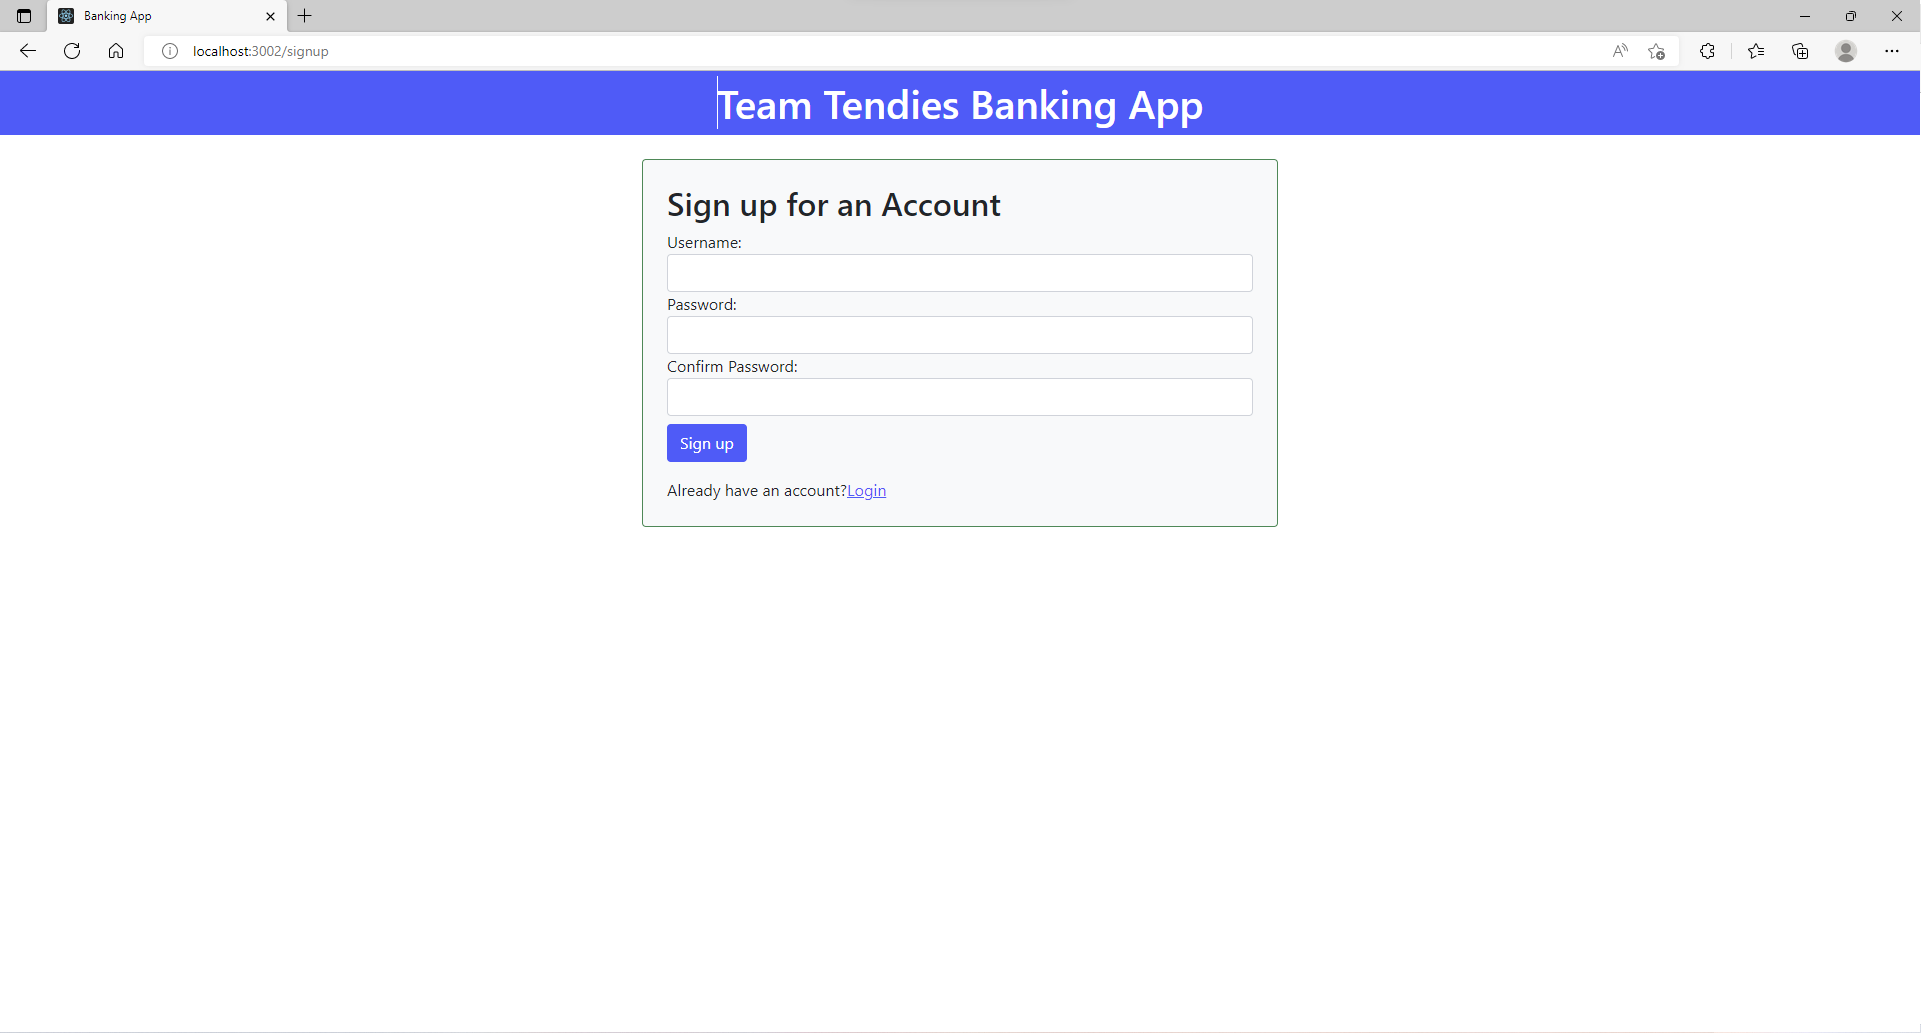 Banking App
localhost:3002/signup
Team Tendies Banking App
Sign up for an Account
Username:
Password:
Confirm Password:
Sign up
Already have an account?Login